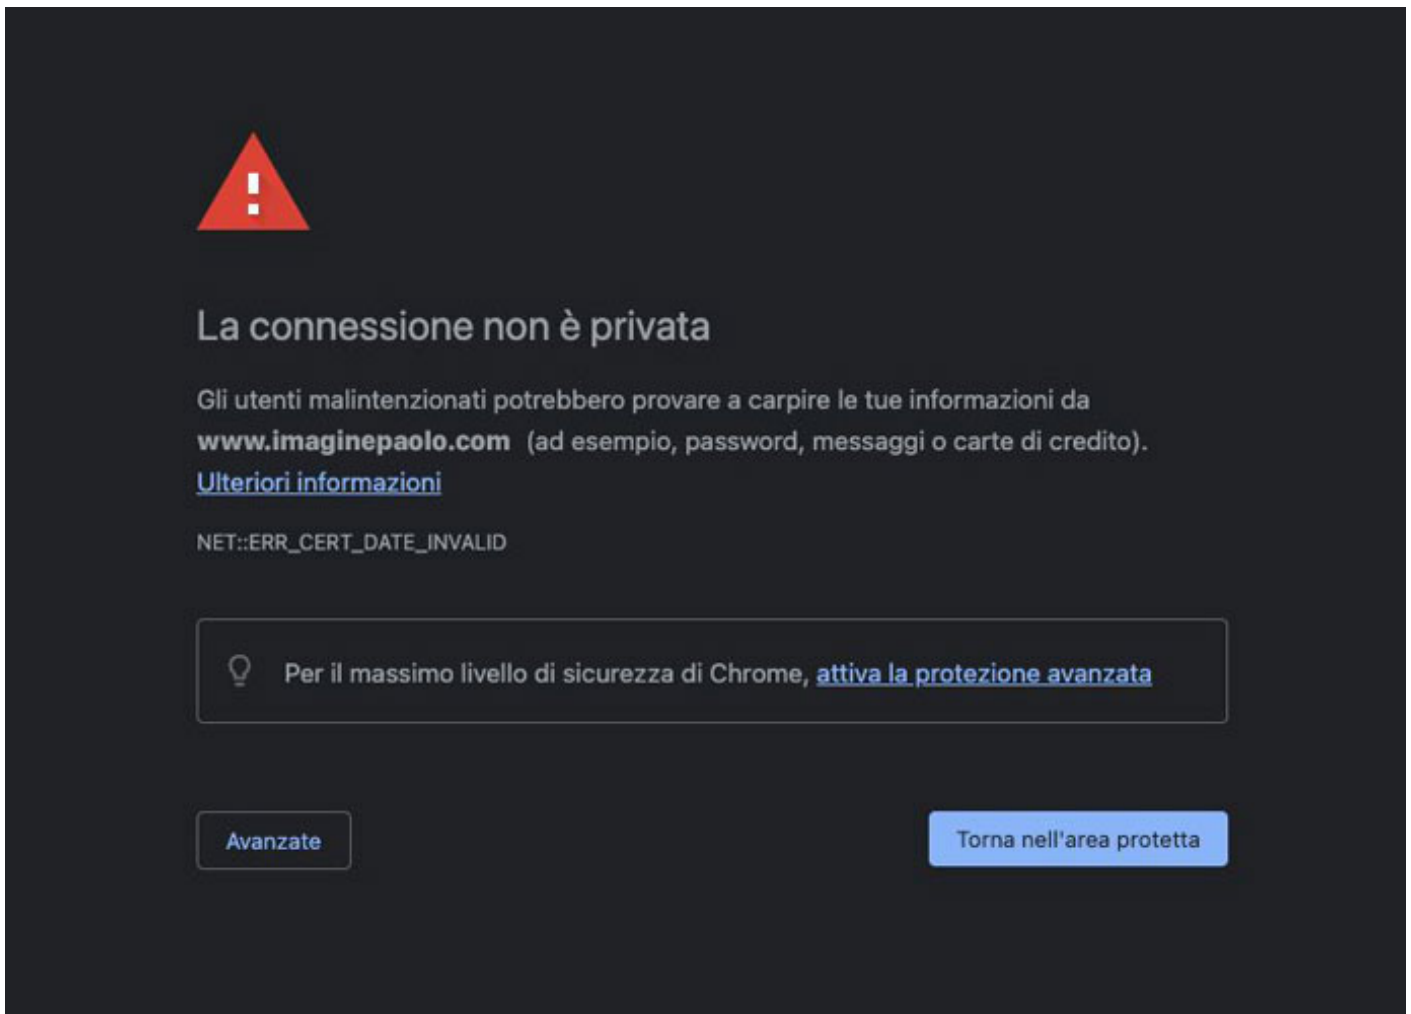 La connessione non è privata
Gli utenti malintenzionati potrebbero provare a carpire le tue informazioni da
www.imaginepaolo.com (ad esempio, password, messaggi o carte di credito).
Ulteriori informazioni
NET::ERR_CERT_DATE_INVALID
Per il massimo livello di sicurezza di Chrome, attiva la protezione avanzata
Avanzate
Torna nell'area protetta